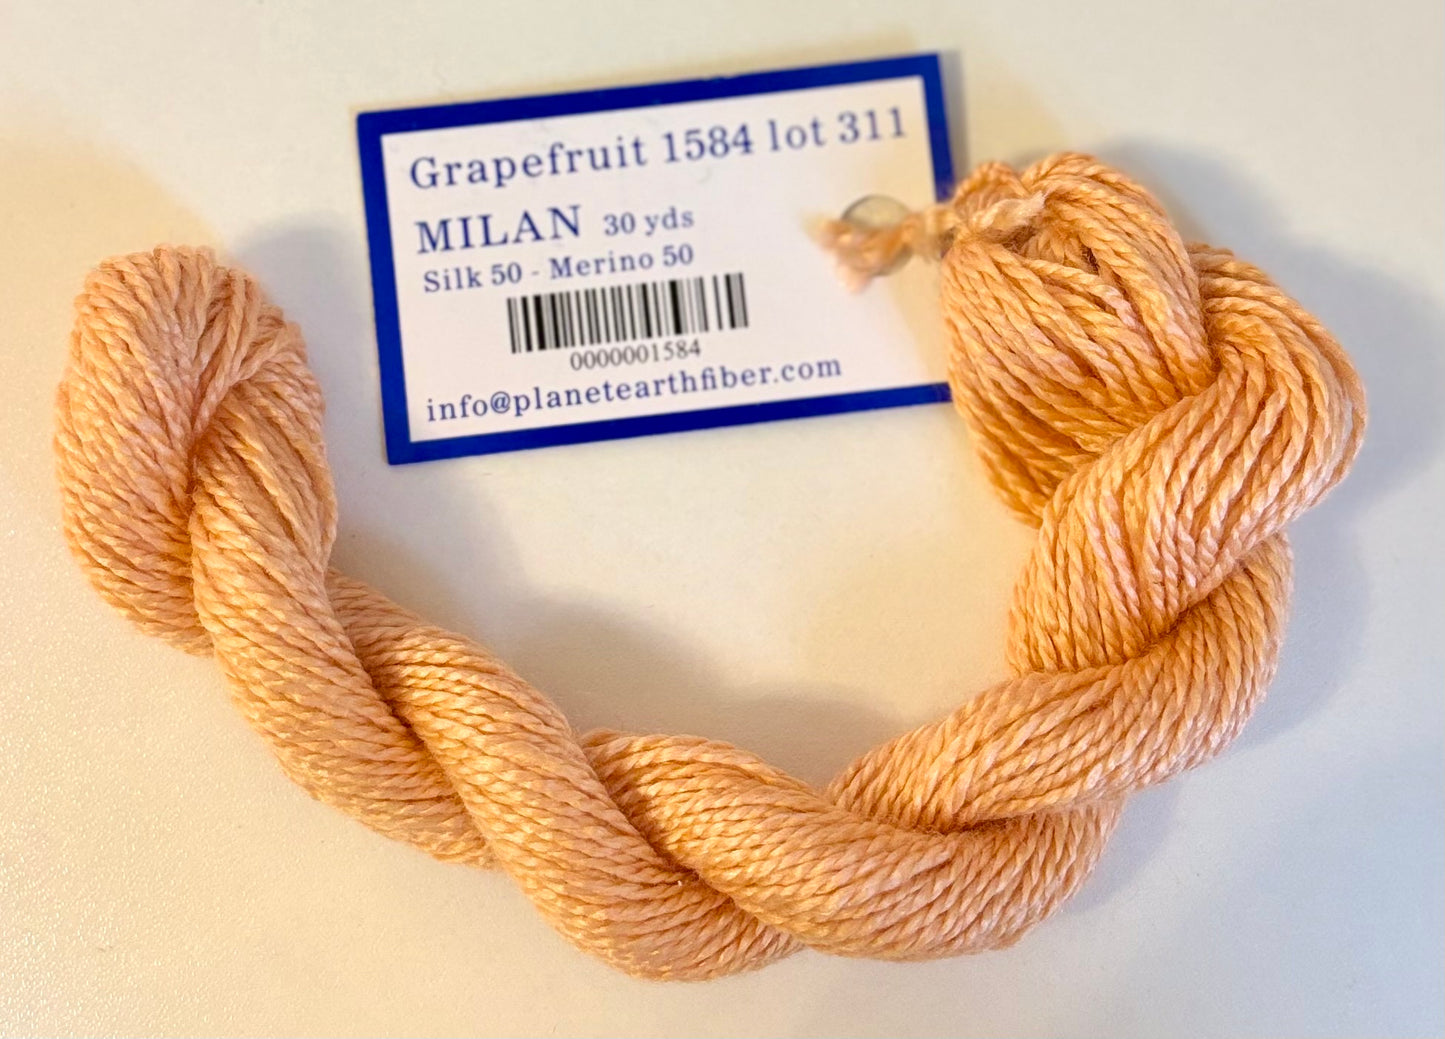 Grapefruit 1584 lot 311
MILAN 30 yds
Silk 50 - Merino 50
0000001584
info@planetearthfiber.com